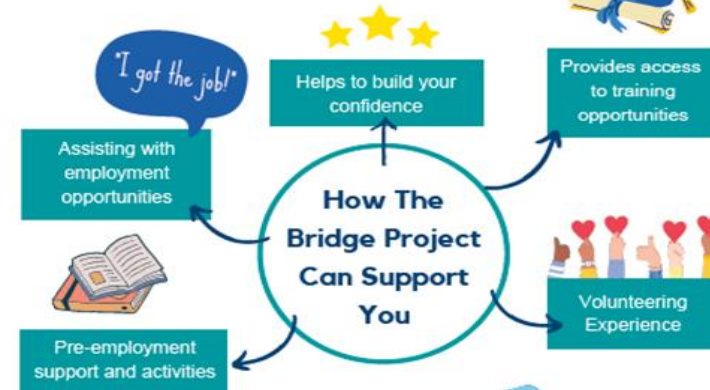 "I got the job!"
Helps to build your
confidence
Provides access
to training
opportunities
Assisting with
employment
opportunities
How The
Bridge Project
Can Support
You
Volunteering
Experience
Pre-employment
support and activities